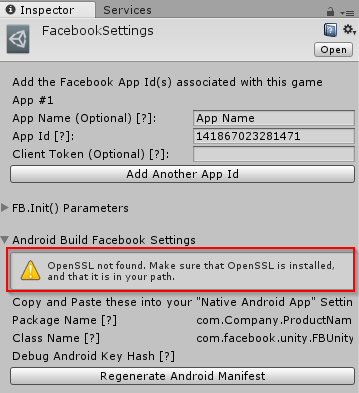 Inspector
Services
FacebookSettings
Open
Add the Facebook App Id(s) associated with this game
App #1
App Name (Optional) [?]: App Name
App Id [?]: 141867023281471
Client Token (Optional) [?]:
Add Another App Id
FB.Init() Parameters
Android Build Facebook Settings
OpenSSL not found. Make sure that OpenSSL is installed,
and that it is in your path.
Copy and Paste these into your "Native Android App" Settin
Package Name [?] com.Company.ProductNam
Class Name [?] com.facebook.unity.FBUnity
Debug Android Key Hash [?]
Regenerate Android Manifest